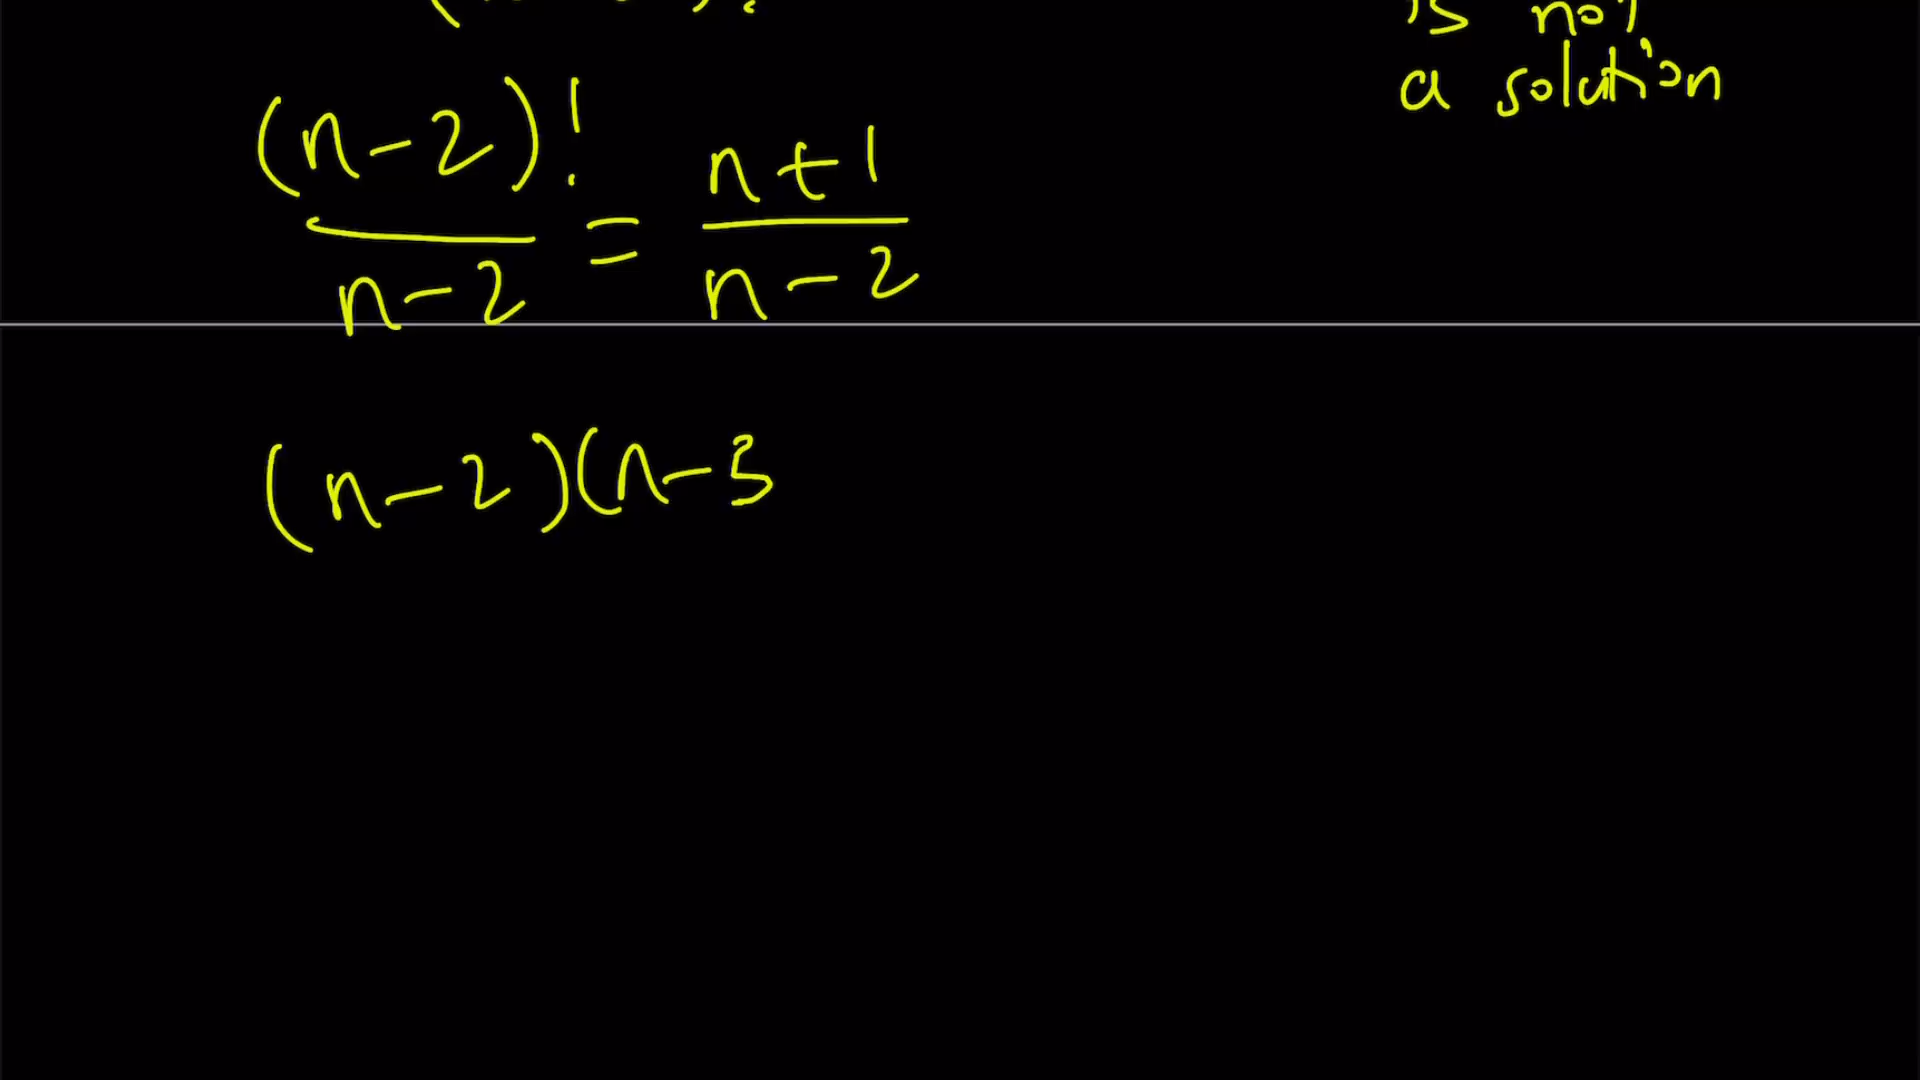 is not
a solution
(n-2)! / n-2 = n+1 / n-2
(n-2)(n-3